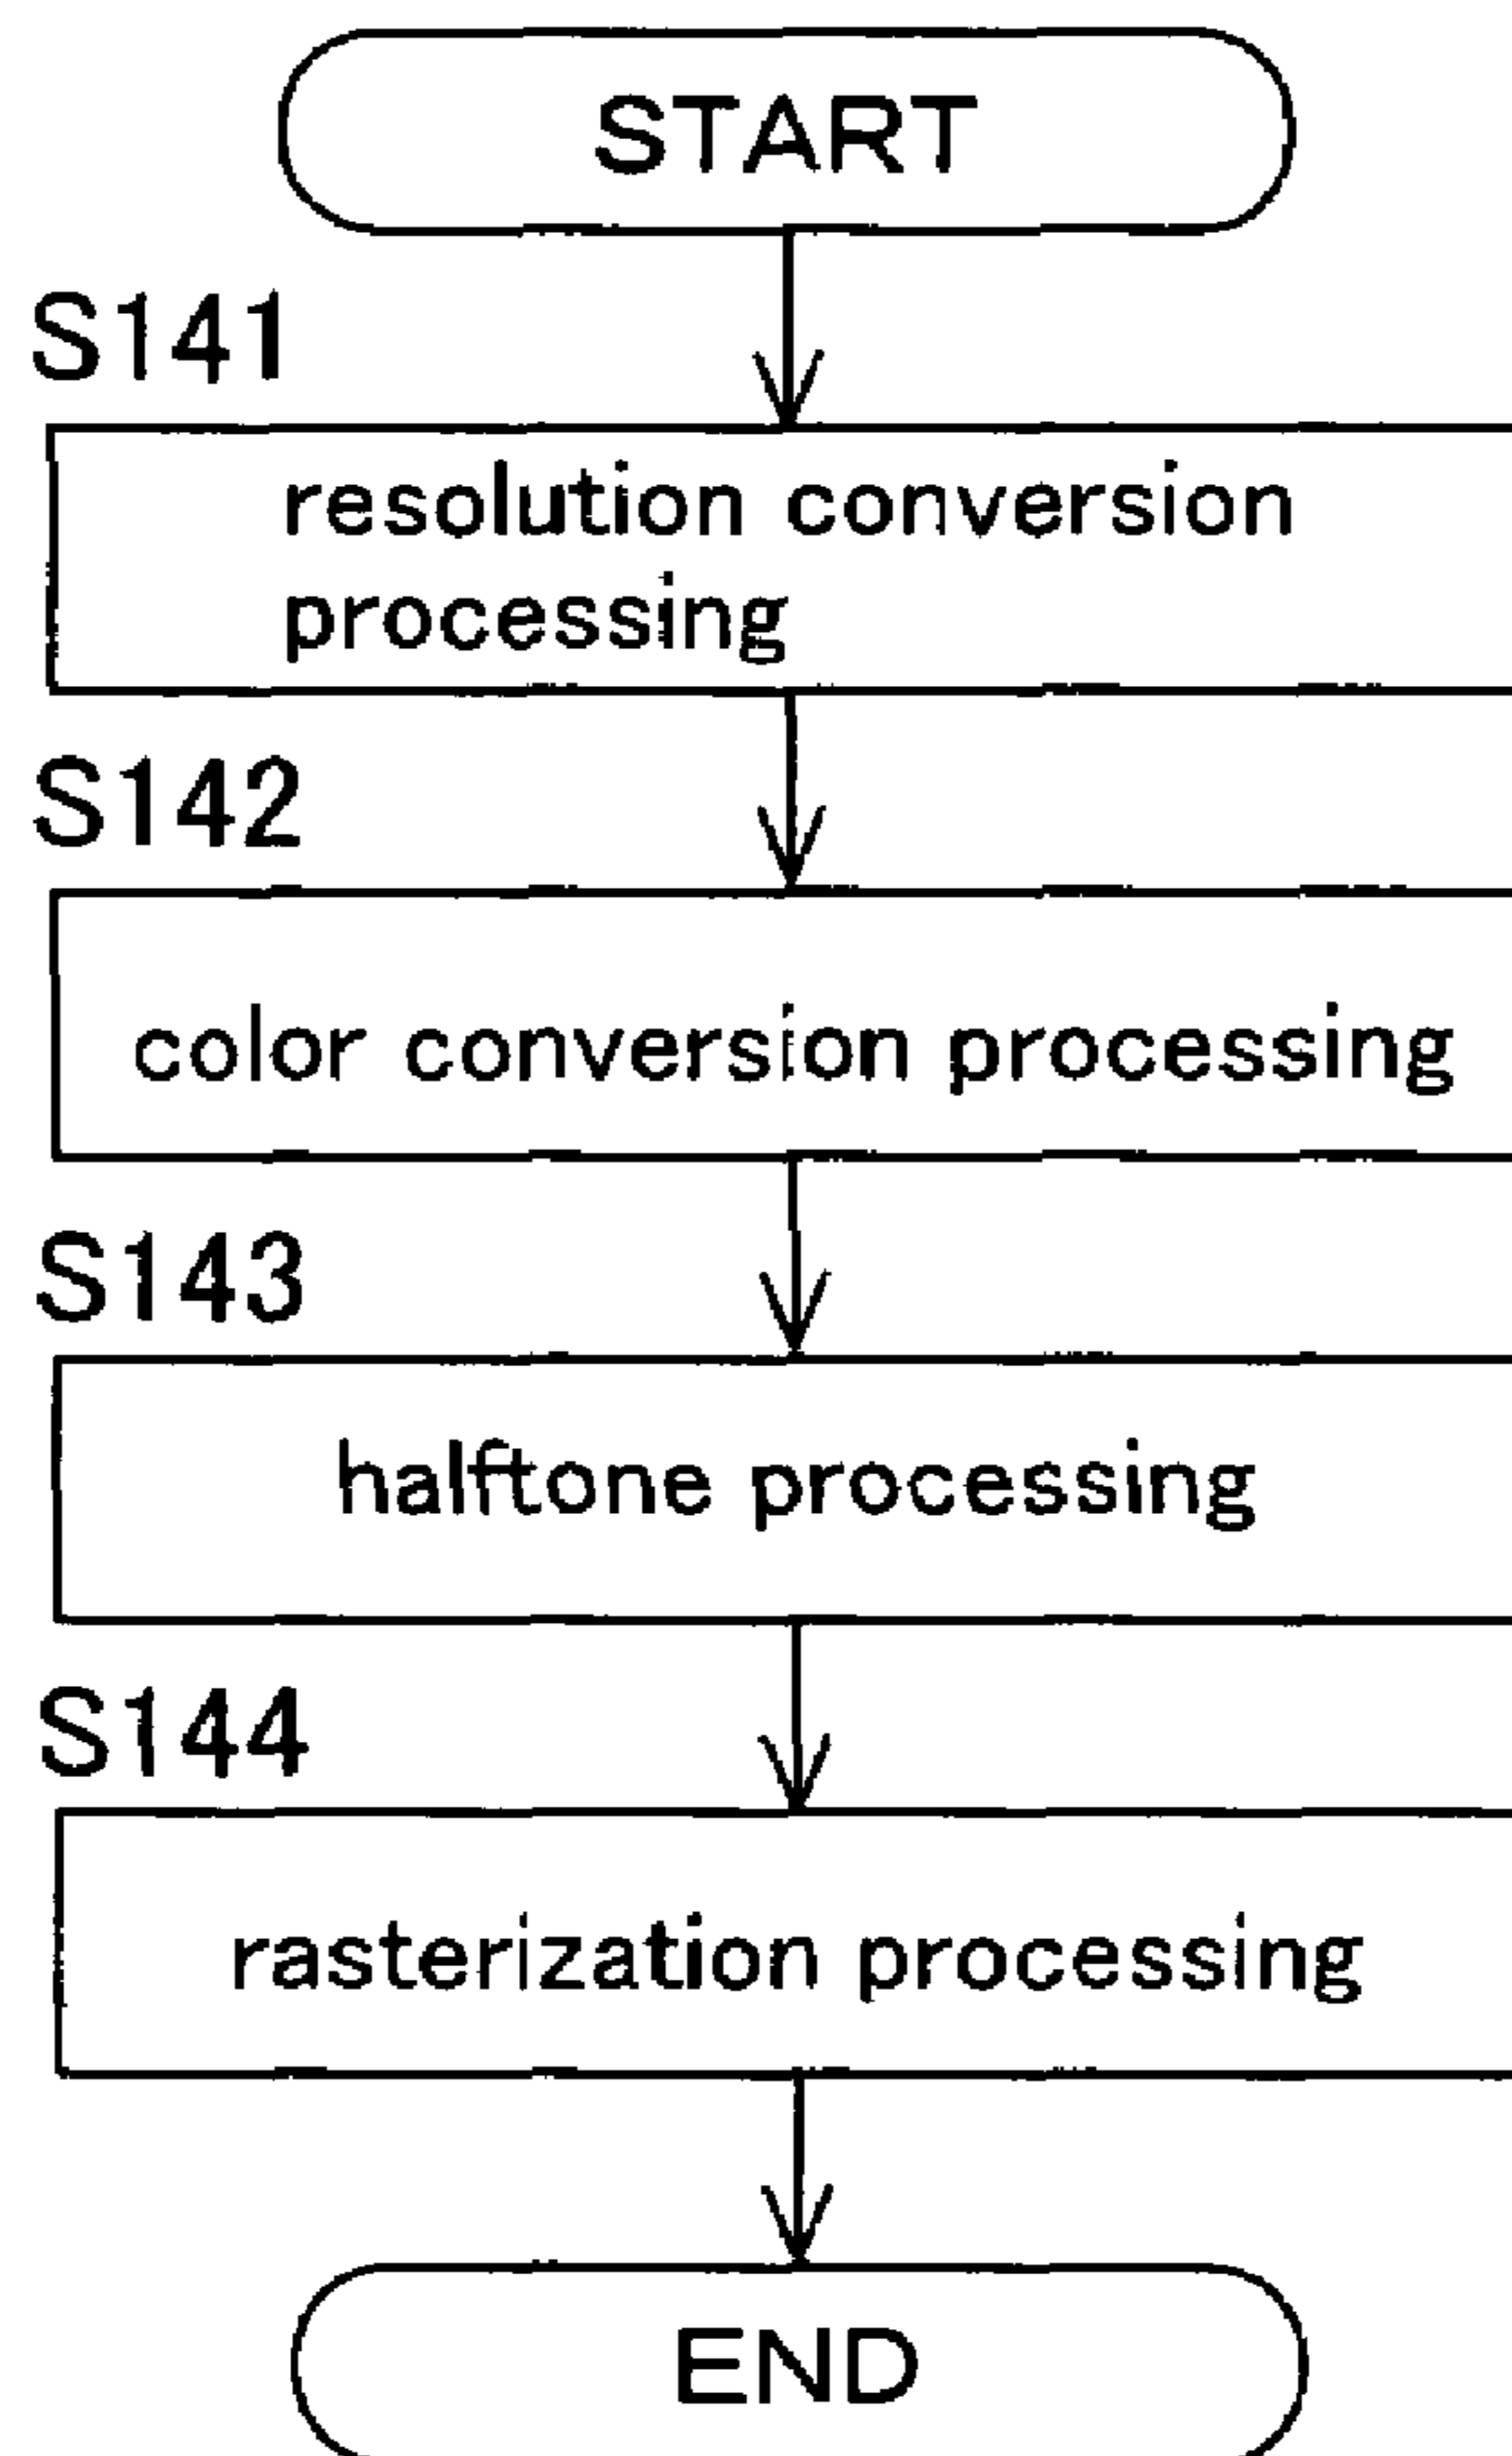 START
S141
resolution conversion
processing
S142
color conversion processing
S143
halftone processing
S144
rasterization processing
END